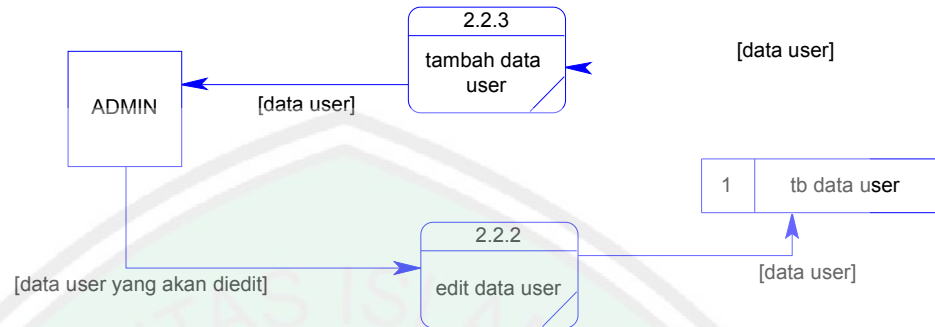 2.2.3
tambah data
user
[data user]
ADMIN
[data user]
1
tb data user
2.2.2
edit data user
[data user yang akan diedit]
[data user]